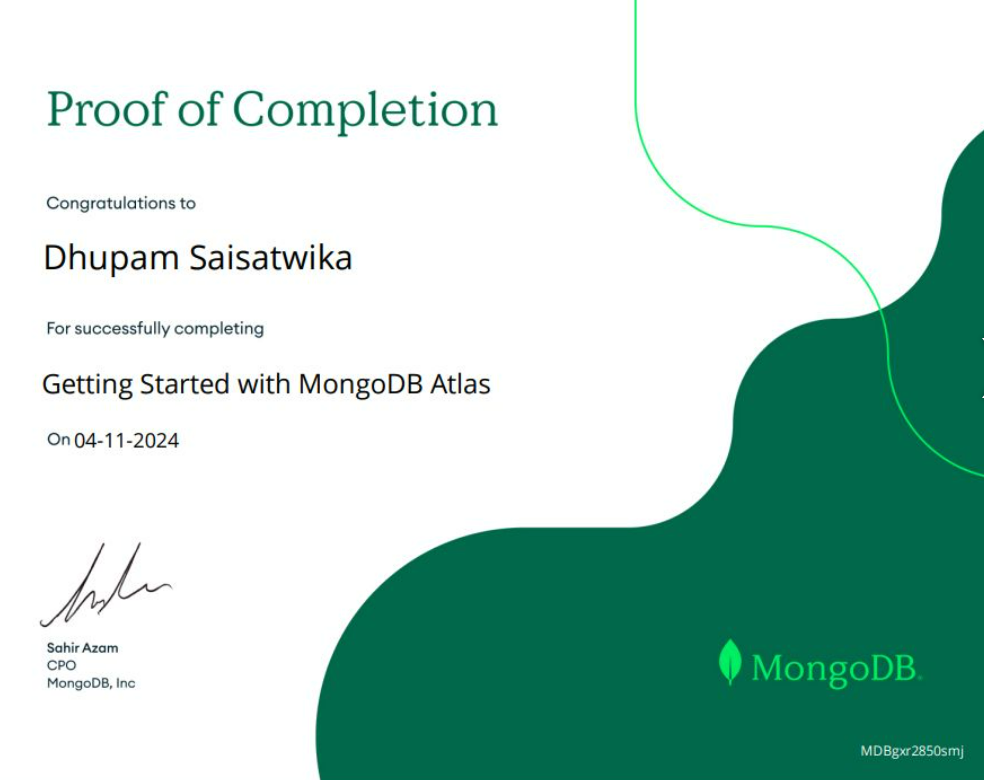 Proof of Completion
Congratulations to
Dhupam Saisatwika
For successfully completing
Getting Started with MongoDB Atlas
On 04-11-2024
Sahir Azam
CPO
MongoDB, Inc
MongoDB
MDBgxr2850smj